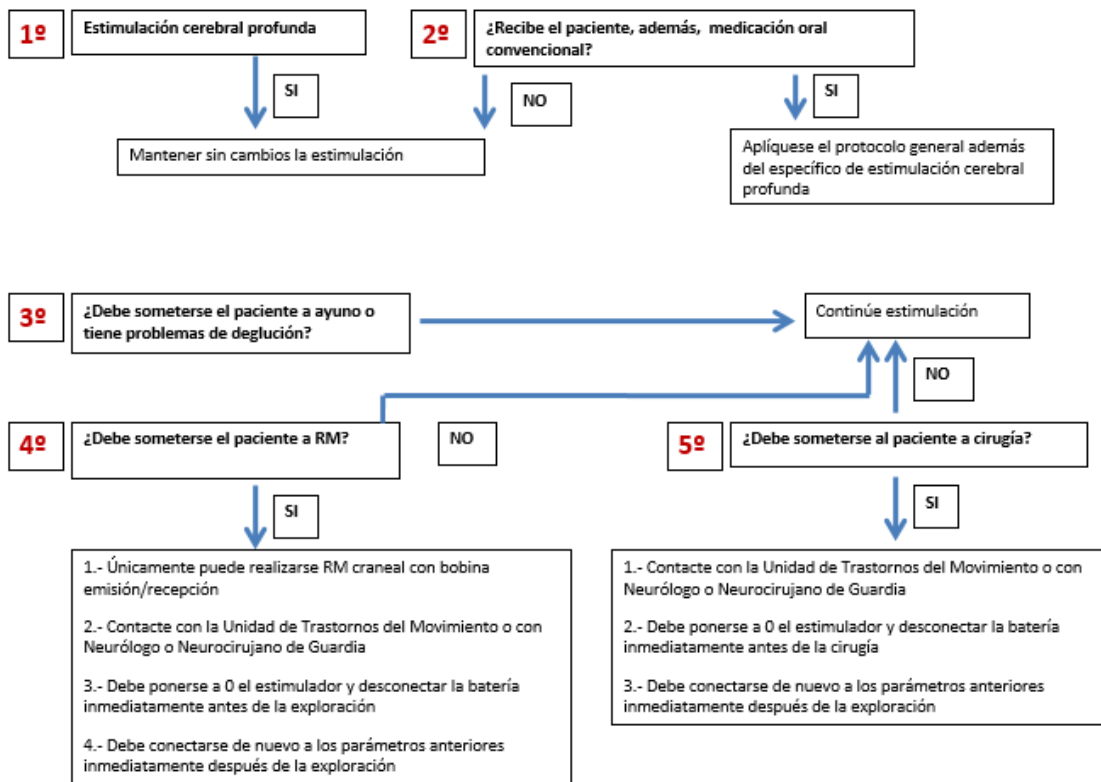 1º
Estimulación cerebral profunda
2º
¿Recibe el paciente, además, medicación oral
convencional?
SI
NO
SI
Mantener sin cambios la estimulación
Aplíquese el protocolo general además
del específico de estimulación cerebral
profunda
3º
¿Debe someterse el paciente a ayuno o
tiene problemas de deglución?
Continúe estimulación
NO
4º
¿Debe someterse el paciente a RM?
NO
5º
¿Debe someterse al paciente a cirugía?
SI
SI
1.- Únicamente puede realizarse RM craneal con bobina
emisión/recepción
2.- Contacte con la Unidad de Trastornos del Movimiento o con
Neurólogo o Neurocirujano de Guardia
3.- Debe ponerse a 0 el estimulador y desconectar la batería
inmediatamente antes de la exploración
4.- Debe conectarse de nuevo a los parámetros anteriores
inmediatamente después de la exploración
1.- Contacte con la Unidad de Trastornos del Movimiento o con
Neurólogo o Neurocirujano de Guardia
2.- Debe ponerse a 0 el estimulador y desconectar la batería
inmediatamente antes de la cirugía
3.- Debe conectarse de nuevo a los parámetros anteriores
inmediatamente después de la exploración